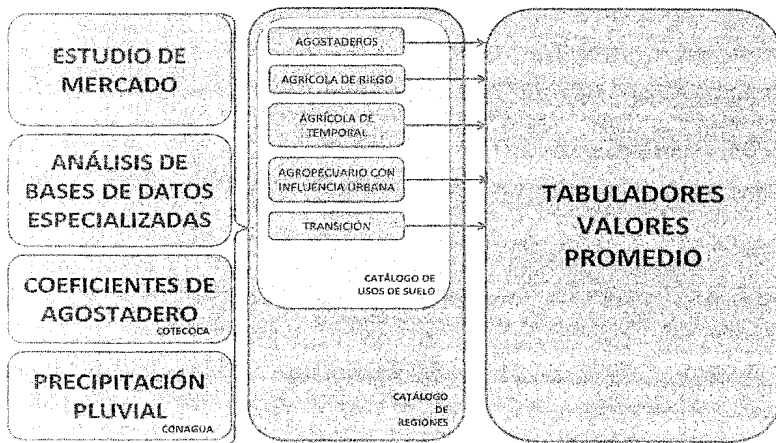 ESTUDIO DE
MERCADO
ANÁLISIS DE
BASES DE DATOS
ESPECIALIZADAS
COEFICIENTES DE
AGOSTADERO
COTECOCA
PRECIPITACIÓN
PLUVIAL
CONAGUA
AGOSTADEROS
AGRÍCOLA DE RIEGO
AGRÍCOLA DE
TEMPORAL
AGROPECUARIO CON
INFLUENCIA URBANA
TRANSICIÓN
CATÁLOGO DE
USOS DE SUELO
CATÁLOGO
DE
REGIONES
TABULADORES
VALORES
PROMEDIO